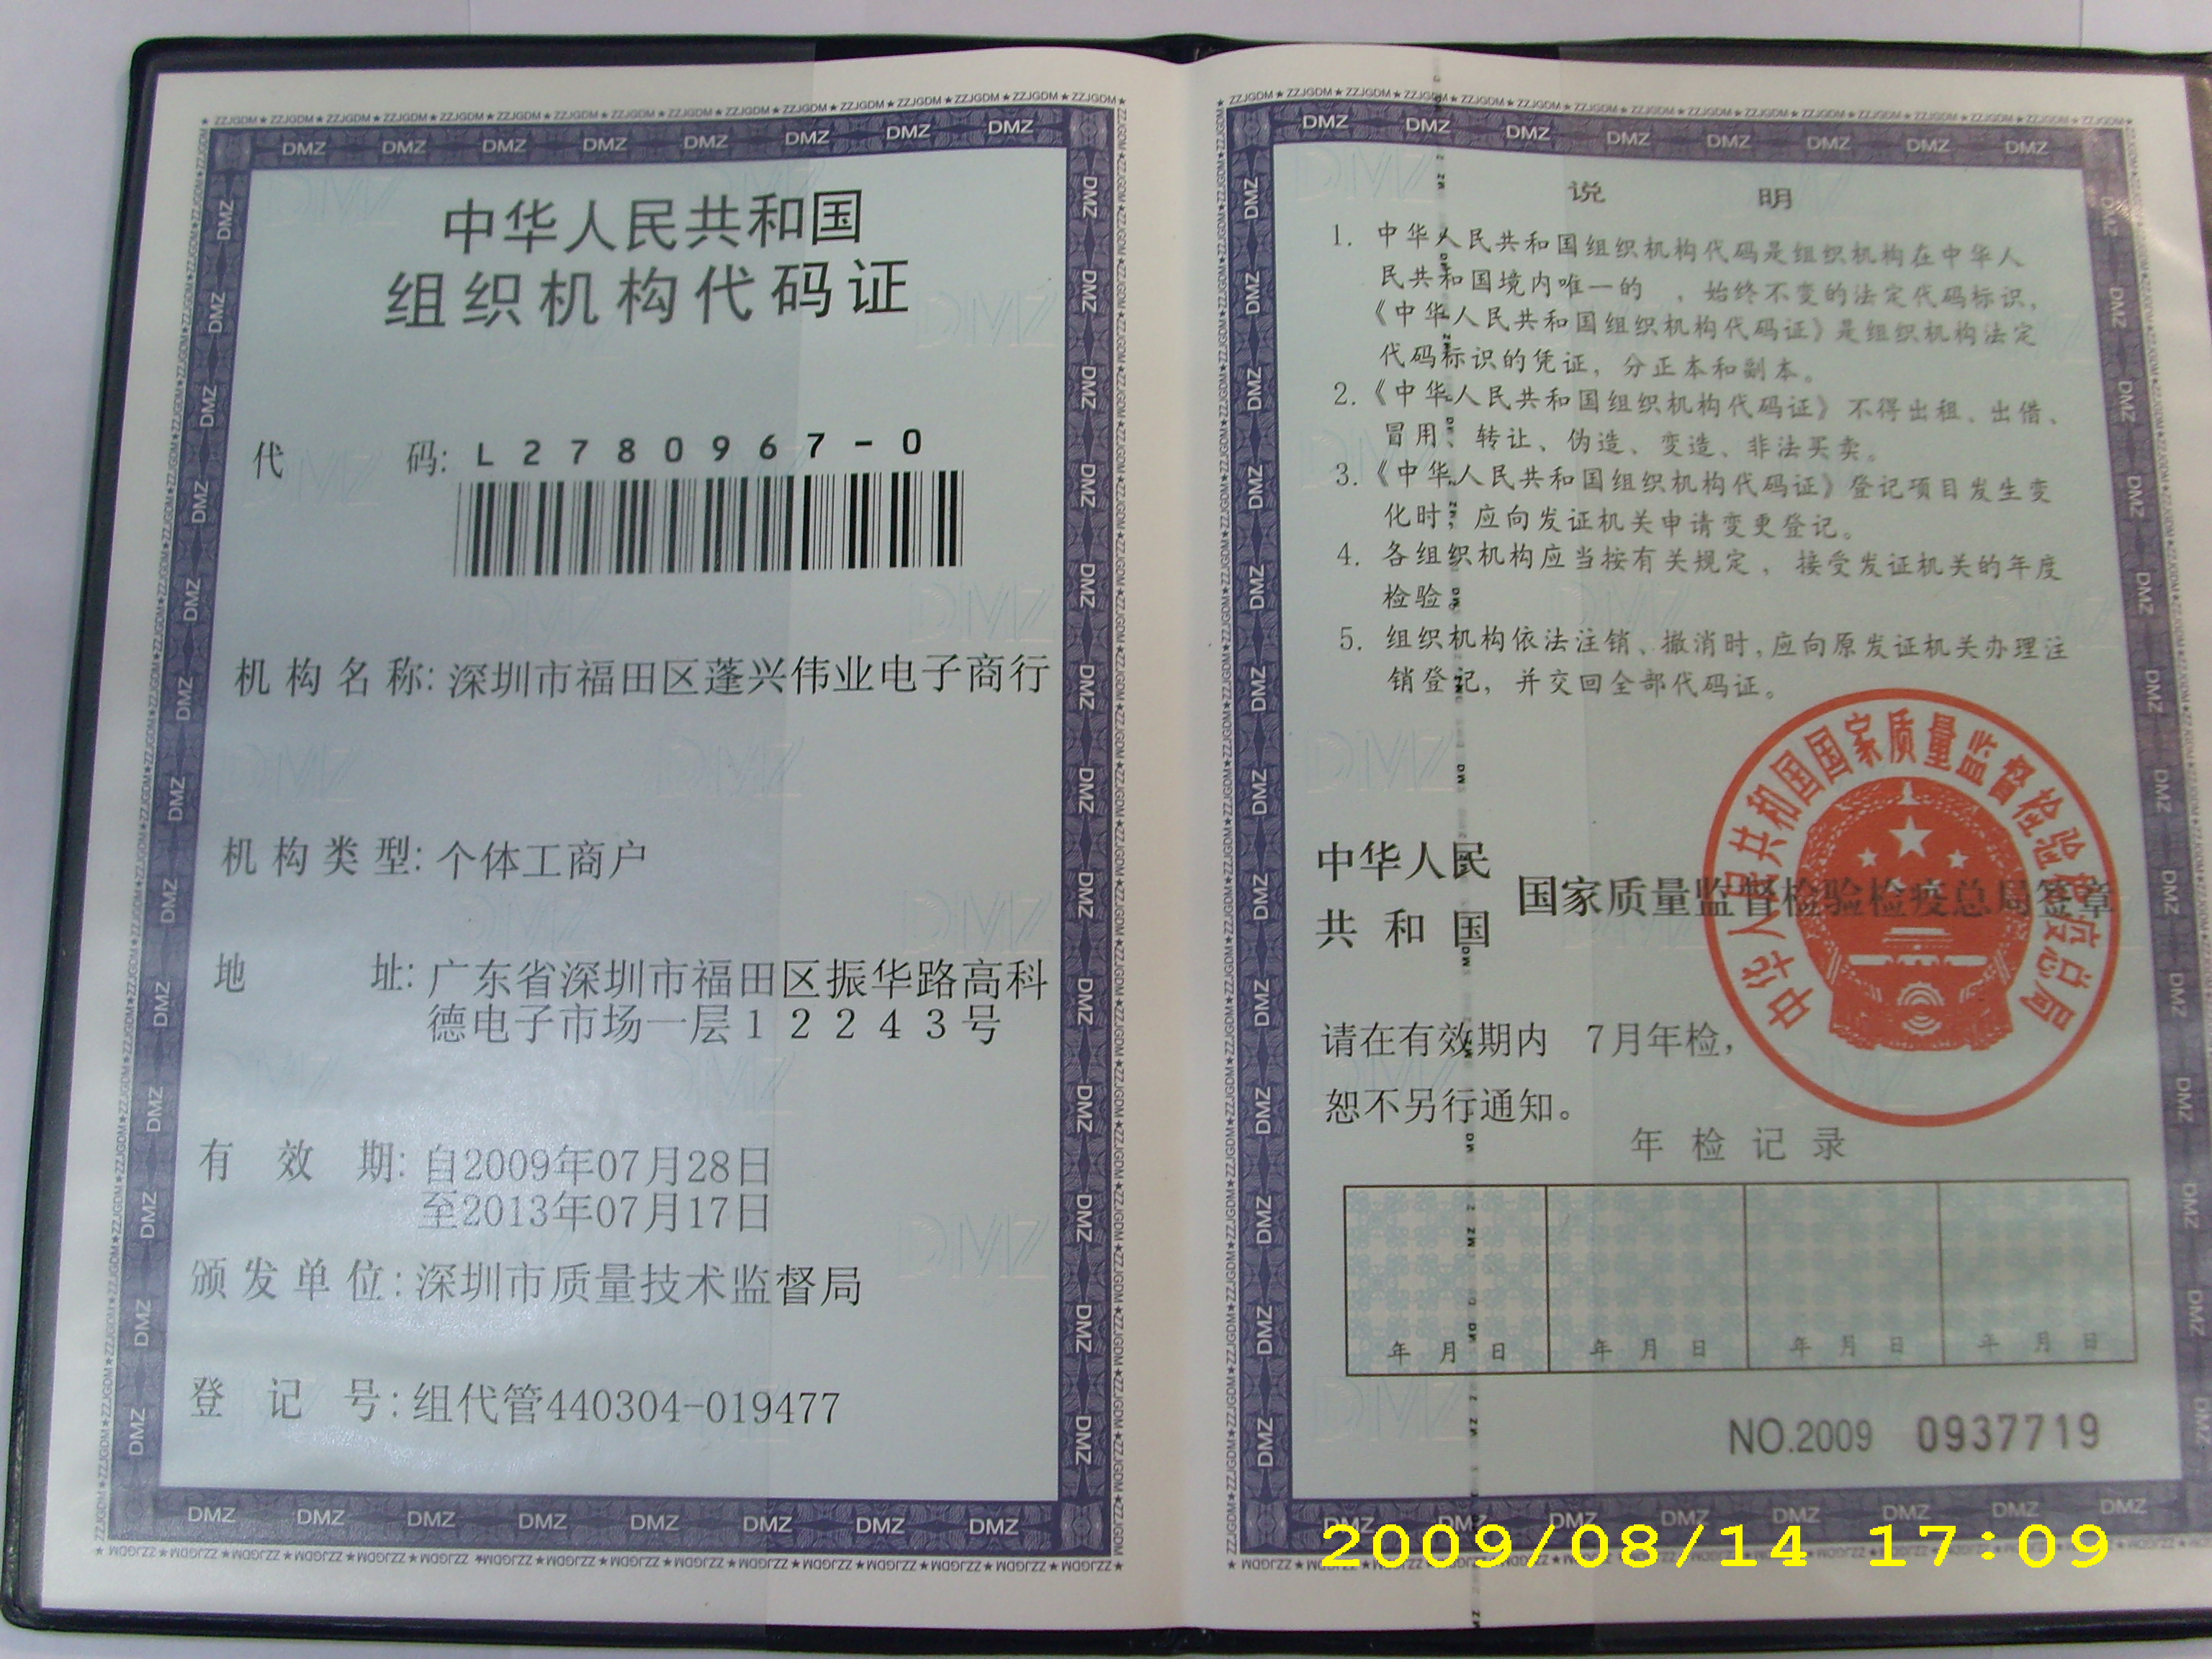 中华人民共和国
组织机构代码证
代 码: L2780967-0
机构名称: 深圳市福田区蓬兴伟业电子商行
机构类型: 个体工商户
地 址: 广东省深圳市福田区振华路高科
德电子市场一层12243号
有 效 期: 自2009年07月28日
至2013年07月17日
颁发单位: 深圳市质量技术监督局
登 记 号: 组代管440304-019477
说 明
1. 中华人民共和国组织机构代码是组织机构在中华人
民共和国境内唯一的 ，始终不变的法定代码标识，
《中华人民共和国组织机构代码证》是组织机构法定
代码标识的凭证，分正本和副本。
2.《中华人民共和国组织机构代码证》不得出租、出借、
冒用、转让、伪造、变造、非法买卖。
3.《中华人民共和国组织机构代码证》登记项目发生变
化时，应向发证机关申请变更登记。
4. 各组织机构应当按有关规定，接受发证机关的年度
检验。
5. 组织机构依法注销、撤消时,应向原发证机关办理注
销登记，并交回全部代码证。
中华人民
共和国
国家质量监督检验检疫总局签章
中华人民共和国国家质量监督检验检疫总局
请在有效期内 7月年检，
恕不另行通知。
年检记录
年 月 日 年 月 日 年 月 日 年 月 日
NO.2009 0937719
2009/08/14 17:09